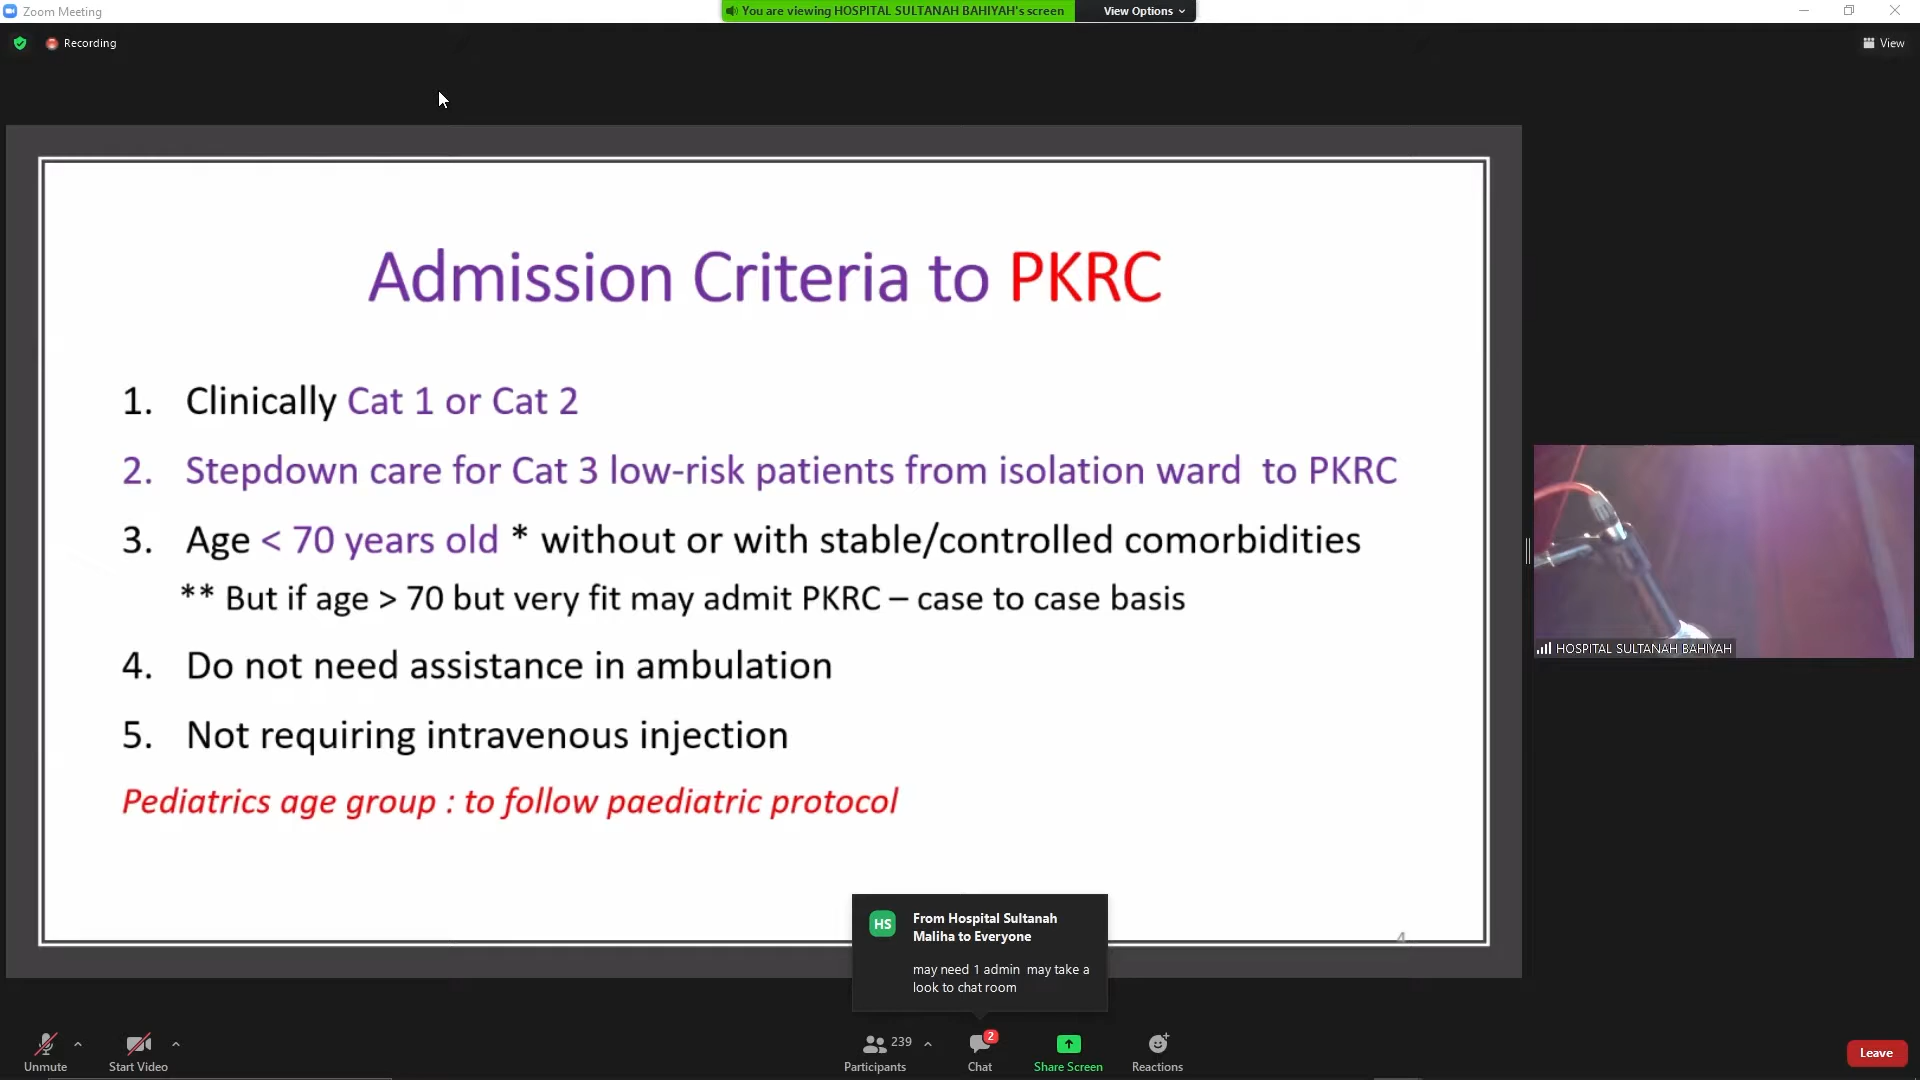 Zoom Meeting
You are viewing HOSPITAL SULTANAH BAHIYAH's screen
View Options
Recording
View
Admission Criteria to PKRC
1. Clinically Cat 1 or Cat 2
2. Stepdown care for Cat 3 low-risk patients from isolation ward to PKRC
3. Age < 70 years old * without or with stable/controlled comorbidities
** But if age > 70 but very fit may admit PKRC – case to case basis
4. Do not need assistance in ambulation
5. Not requiring intravenous injection
Pediatrics age group : to follow paediatric protocol
4
HOSPITAL SULTANAH BAHIYAH
HS
From Hospital Sultanah
Maliha to Everyone
may need 1 admin may take a
look to chat room
Unmute
Start Video
239
Participants
2
Chat
Share Screen
Reactions
Leave